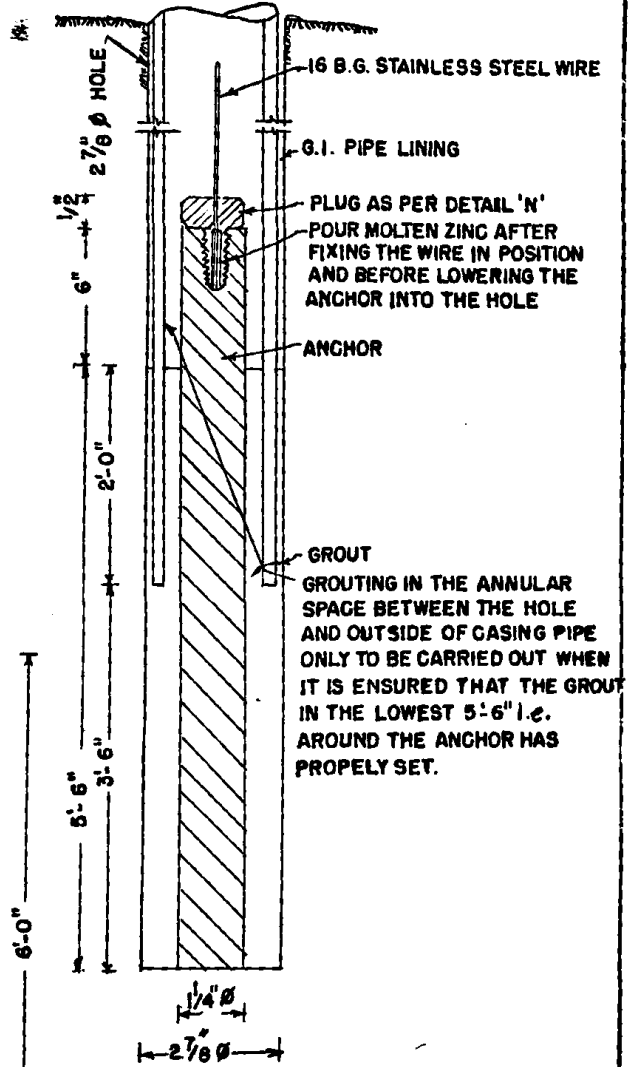 2 7/8" Ø HOLE
16 B.G. STAINLESS STEEL WIRE
G.I. PIPE LINING
1/2"
PLUG AS PER DETAIL 'N'
POUR MOLTEN ZINC AFTER
FIXING THE WIRE IN POSITION
AND BEFORE LOWERING THE
ANCHOR INTO THE HOLE
6"
ANCHOR
2'-0"
GROUT
GROUTING IN THE ANNULAR
SPACE BETWEEN THE HOLE
AND OUTSIDE OF CASING PIPE
ONLY TO BE CARRIED OUT WHEN
IT IS ENSURED THAT THE GROUT
IN THE LOWEST 5'-6" i.e.
AROUND THE ANCHOR HAS
PROPELY SET.
5'-6"
3'-6"
6'-0"
1 1/4" Ø
2 7/8" Ø